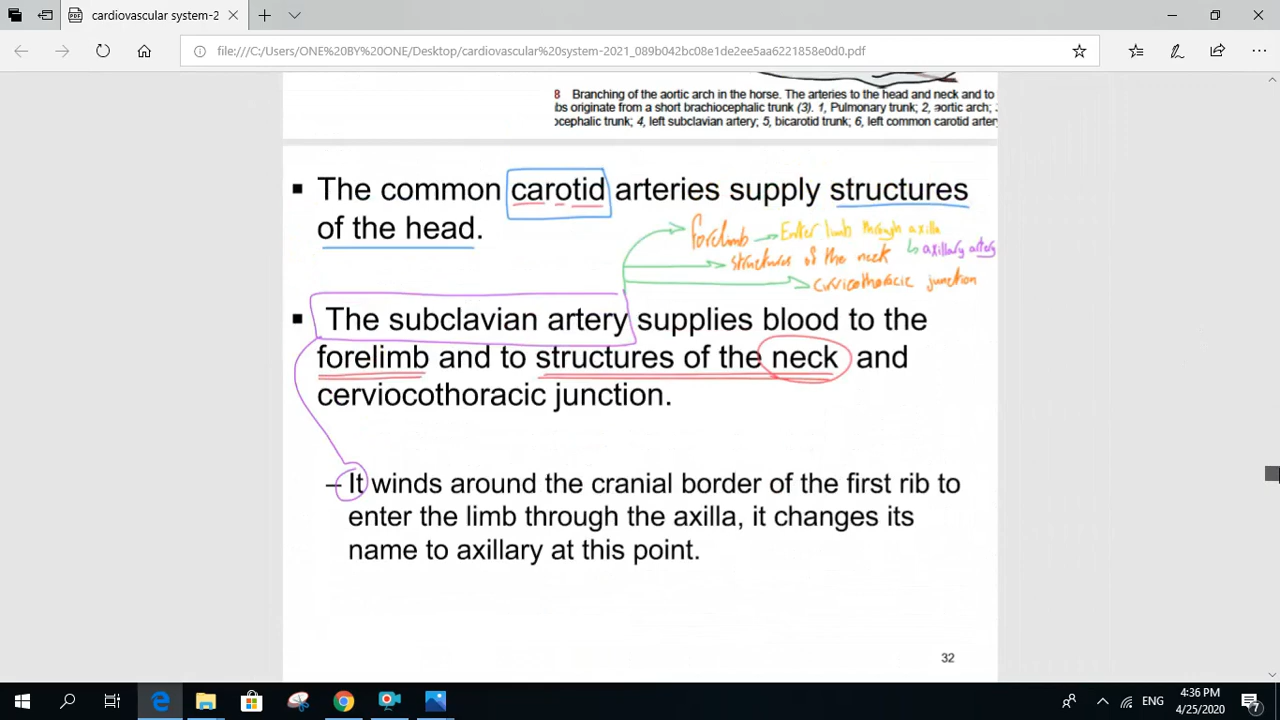 cardiovascular system-2
file:///C:/Users/ONE%20BY%20ONE/Desktop/cardiovascular%20system-2021_089b042bc08e1de2ee5aa6221858e0d0.pdf
8 Branching of the aortic arch in the horse. The arteries to the head and neck and to
bs originate from a short brachiocephalic trunk (3). 1, Pulmonary trunk; 2, aortic arch;
ocephalic trunk; 4, left subclavian artery; 5, bicarotid trunk; 6, left common carotid arter
▪ The common carotid arteries supply structures
of the head.
forelimb → Enter limb through axilla
↳ axillary artery
structures of the neck
cervicothoracic junction
▪ The subclavian artery supplies blood to the
forelimb and to structures of the neck and
cerviocothoracic junction.
– It winds around the cranial border of the first rib to
enter the limb through the axilla, it changes its
name to axillary at this point.
32
ENG
4:36 PM
4/25/2020
7